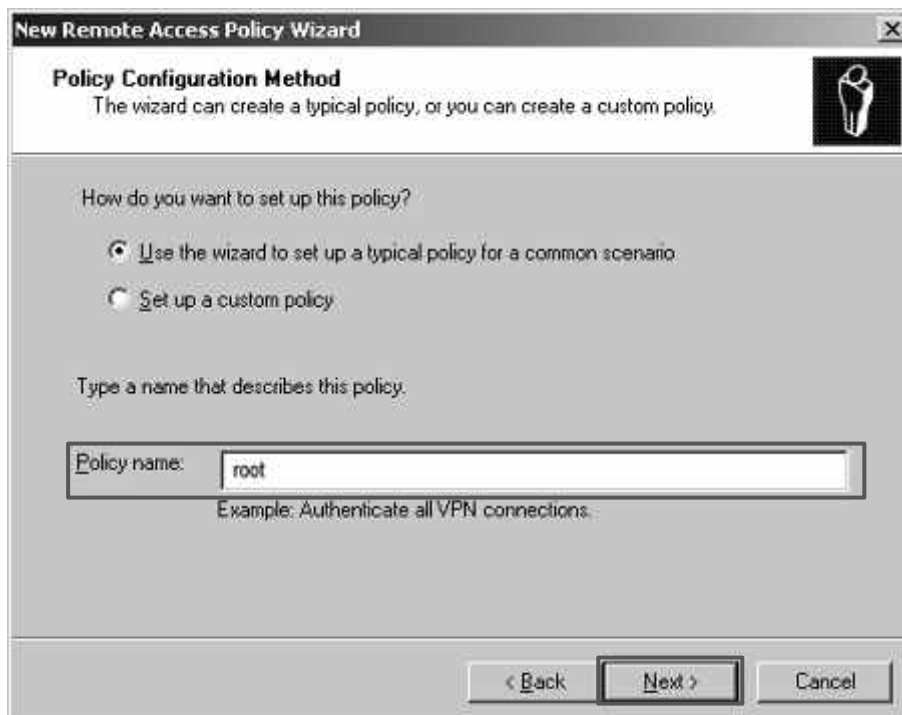 New Remote Access Policy Wizard
Policy Configuration Method
The wizard can create a typical policy, or you can create a custom policy.
How do you want to set up this policy?
Use the wizard to set up a typical policy for a common scenario
Set up a custom policy
Type a name that describes this policy.
Policy name: root
Example: Authenticate all VPN connections.
< Back Next > Cancel